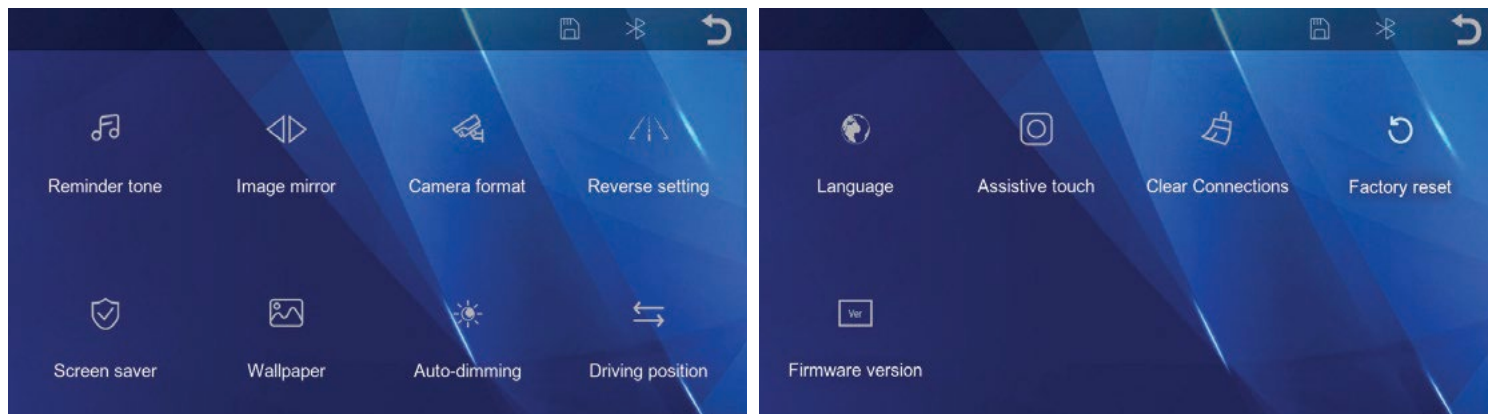 Reminder tone
Image mirror
Camera format
Reverse setting
Screen saver
Wallpaper
Auto-dimming
Driving position
Language
Assistive touch
Clear Connections
Factory reset
Ver
Firmware version